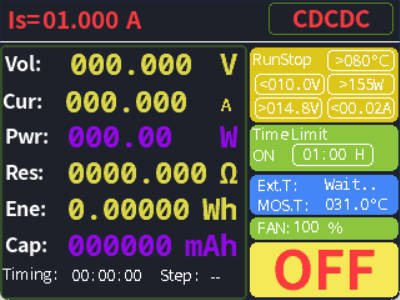 Is=01.000 A
CDCDC
Vol: 000.000 V
Cur: 000.000 A
Pwr: 000.00 W
Res: 0000.000 Ω
Ene: 0.00000 Wh
Cap: 000000 mAh
Timing: 00:00:00 Step: --
RunStop >080°C
<010.0V >155W
>014.8V <00.02A
TimeLimit
ON 01:00 H
Ext.T: Wait..
MOS.T: 031.0°C
FAN: 100 %
OFF